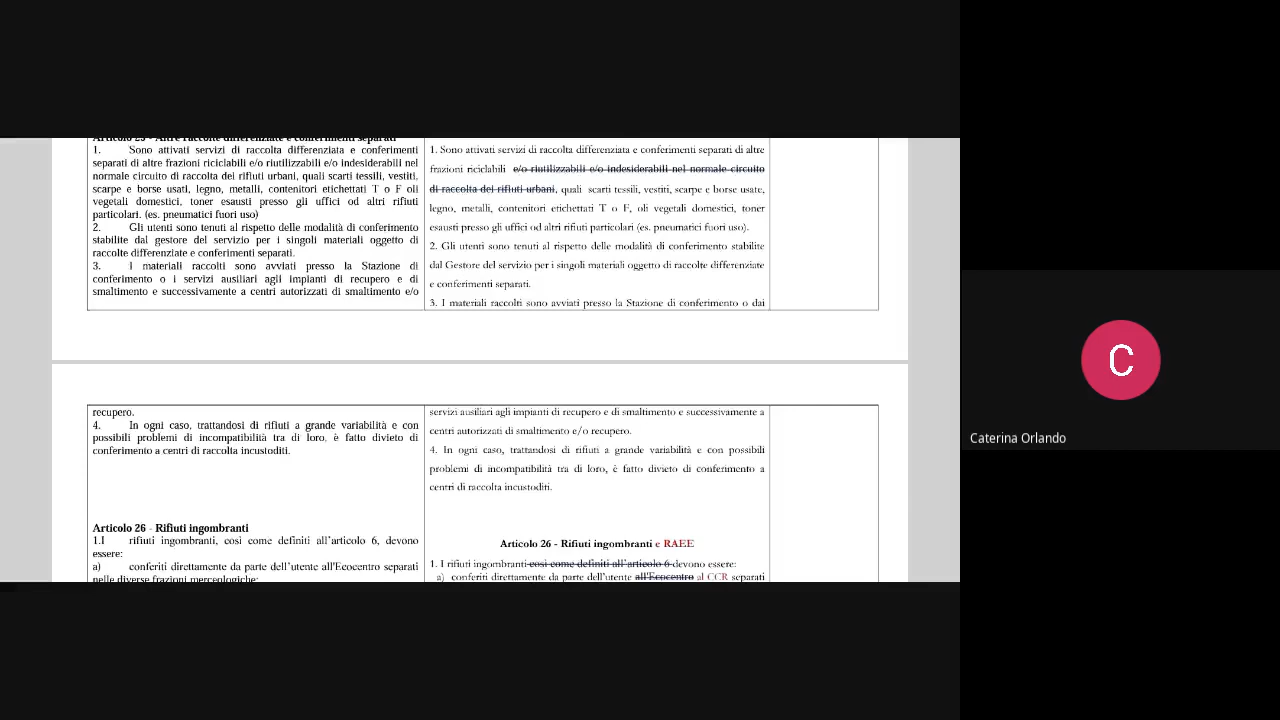 Articolo 25 - Altre raccolte differenziate e conferimenti separati
1. Sono attivati servizi di raccolta differenziata e conferimenti
separati di altre frazioni riciclabili e/o riutilizzabili e/o indesiderabili nel
normale circuito di raccolta dei rifiuti urbani, quali scarti tessili, vestiti,
scarpe e borse usati, legno, metalli, contenitori etichettati T o F oli
vegetali domestici, toner esausti presso gli uffici od altri rifiuti
particolari. (es. pneumatici fuori uso)
2. Gli utenti sono tenuti al rispetto delle modalità di conferimento
stabilite dal gestore del servizio per i singoli materiali oggetto di
raccolte differenziate e conferimenti separati.
3. i materiali raccolti sono avviati presso la Stazione di
conferimento o i servizi ausiliari agli impianti di recupero e di
smaltimento e successivamente a centri autorizzati di smaltimento e/o
1. Sono attivati servizi di raccolta differenziata e conferimenti separati di altre
frazioni riciclabili e/o riutilizzabili e/o indesiderabili nel normale circuito
di raccolta dei rifiuti urbani, quali scarti tessili, vestiti, scarpe e borse usate,
legno, metalli, contenitori etichettati T o F, oli vegetali domestici, toner
esausti presso gli uffici od altri rifiuti particolari (es. pneumatici fuori uso).
2. Gli utenti sono tenuti al rispetto delle modalità di conferimento stabilite
dal Gestore del servizio per i singoli materiali oggetto di raccolte differenziate
e conferimenti separati.
3. I materiali raccolti sono avviati presso la Stazione di conferimento o dai
recupero.
4. In ogni caso, trattandosi di rifiuti a grande variabilità e con
possibili problemi di incompatibilità tra di loro, è fatto divieto di
conferimento a centri di raccolta incustoditi.
Articolo 26 - Rifiuti ingombranti
1.I rifiuti ingombranti, così come definiti all'articolo 6, devono
essere:
a) conferiti direttamente da parte dell'utente all'Ecocentro separati
nelle diverse frazioni merceologiche;
servizi ausiliari agli impianti di recupero e di smaltimento e successivamente a
centri autorizzati di smaltimento e/o recupero.
4. In ogni caso, trattandosi di rifiuti a grande variabilità e con possibili
problemi di incompatibilità tra di loro, è fatto divieto di conferimento a
centri di raccolta incustoditi.
Articolo 26 - Rifiuti ingombranti e RAEE
1. I rifiuti ingombranti così come definiti all'articolo 6 devono essere:
a) conferiti direttamente da parte dell'utente all'Ecocentro al CCR separati
C
Caterina Orlando